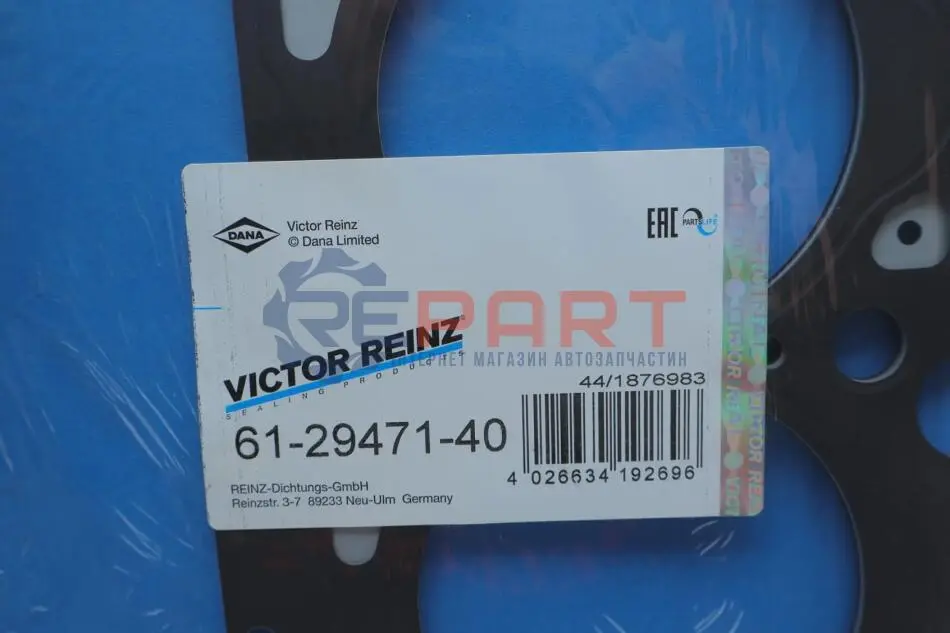 DANA
Victor Reinz
© Dana Limited
EAC
PARTSLIFE
REPART
ИНТЕРНЕТ МАГАЗИН АВТОЗАПЧАСТИН
VICTOR REINZ®
SEALING PRODUCTS
44/1876983
61-29471-40
4 026634 192696
REINZ-Dichtungs-GmbH
Reinzstr. 3-7 89233 Neu-Ulm Germany